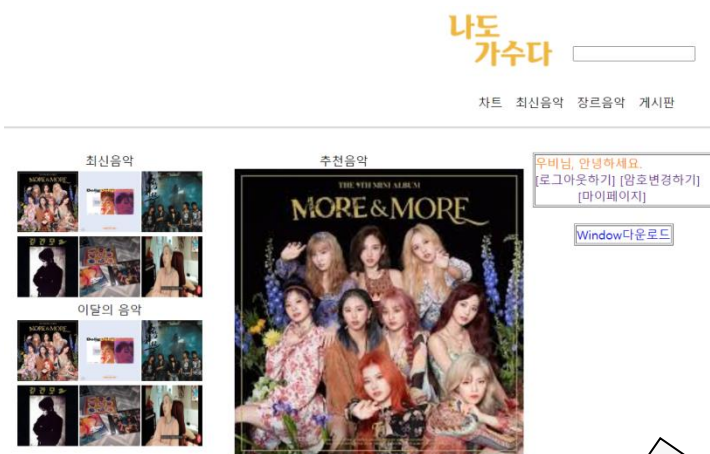 나도
가수다
차트 최신음악 장르음악 게시판
최신음악
추천음악
THE 9TH MINI ALBUM
MORE & MORE
MORE & MORE
우비님, 안녕하세요.
[로그아웃하기] [암호변경하기]
[마이페이지]
Window다운로드
이달의 음악
MORE & MORE